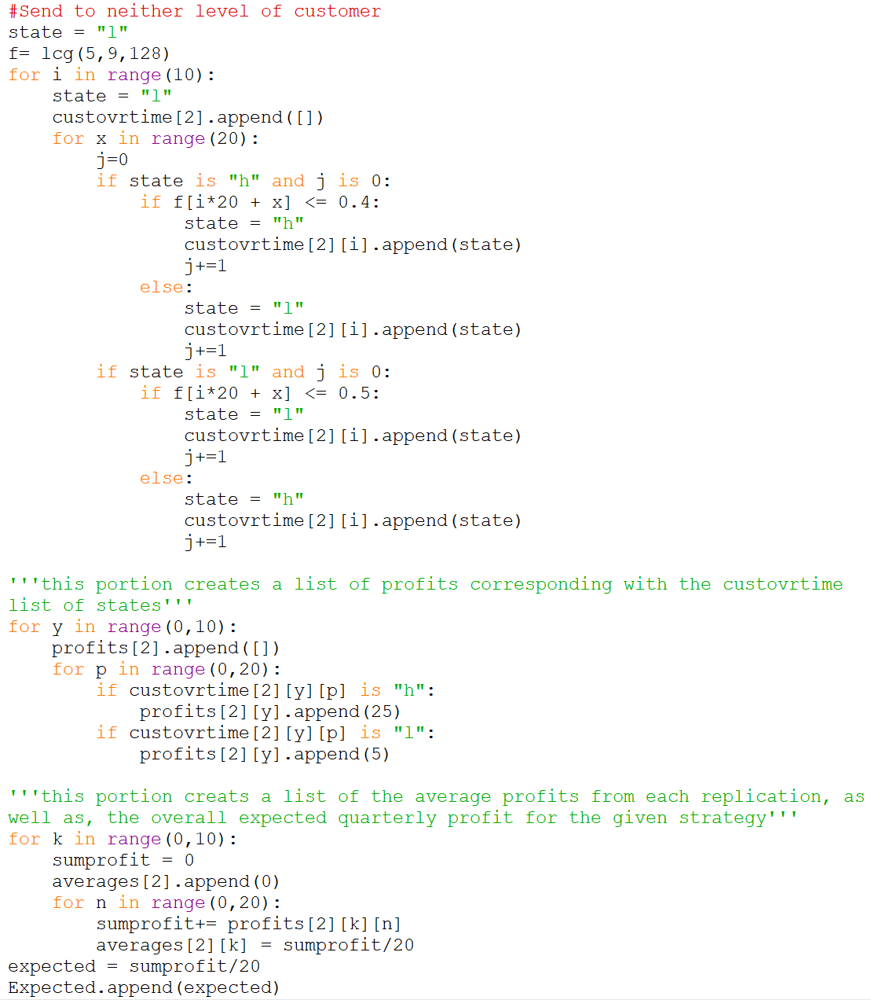 #Send to neither level of customer
state = "l"
f= lcg(5,9,128)
for i in range(10):
    state = "l"
    custovrtime[2].append([])
    for x in range(20):
        j=0
        if state is "h" and j is 0:
            if f[i*20 + x] <= 0.4:
                state = "h"
                custovrtime[2][i].append(state)
                j+=1
            else:
                state = "l"
                custovrtime[2][i].append(state)
                j+=1
        if state is "l" and j is 0:
            if f[i*20 + x] <= 0.5:
                state = "l"
                custovrtime[2][i].append(state)
                j+=1
            else:
                state = "h"
                custovrtime[2][i].append(state)
                j+=1

'''this portion creates a list of profits corresponding with the custovrtime
list of states'''
for y in range(0,10):
    profits[2].append([])
    for p in range(0,20):
        if custovrtime[2][y][p] is "h":
            profits[2][y].append(25)
        if custovrtime[2][y][p] is "l":
            profits[2][y].append(5)

'''this portion creats a list of the average profits from each replication, as
well as, the overall expected quarterly profit for the given strategy'''
for k in range(0,10):
    sumprofit = 0
    averages[2].append(0)
    for n in range(0,20):
        sumprofit+= profits[2][k][n]
        averages[2][k] = sumprofit/20
expected = sumprofit/20
Expected.append(expected)